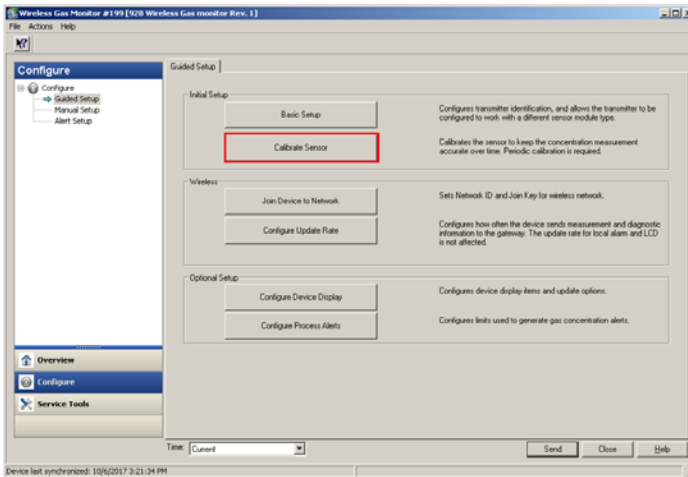 Wireless Gas Monitor #199 [928 Wireless Gas monitor Rev. 1]
File Actions Help
Configure
Guided Setup
Configure
Guided Setup
Manual Setup
Alert Setup
Initial Setup
Basic Setup
Configures transmitter identification, and allows the transmitter to be
configured to work with a different sensor module type.
Calibrate Sensor
Calibrates the sensor to keep the concentration measurement
accurate over time. Periodic calibration is required.
Wireless
Join Device to Network
Sets Network ID and Join Key for wireless network.
Configure Update Rate
Configures how often the device sends measurement and diagnostic
information to the gateway. The update rate for local alarm and LCD
is not affected.
Optional Setup
Configure Device Display
Configures device display items and update options.
Configure Process Alerts
Configures limits used to generate gas concentration alerts.
Overview
Configure
Service Tools
Time: Current
Send Close Help
Device last synchronized: 10/6/2017 3:21:34 PM